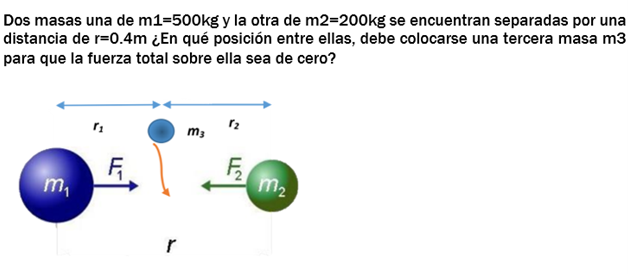 Dos masas una de m1=500kg y la otra de m2=200kg se encuentran separadas por una
distancia de r=0.4m ¿En qué posición entre ellas, debe colocarse una tercera masa m3
para que la fuerza total sobre ella sea de cero?
r₁
m₃
r₂
F₁
F₂
m₁
m₂
r